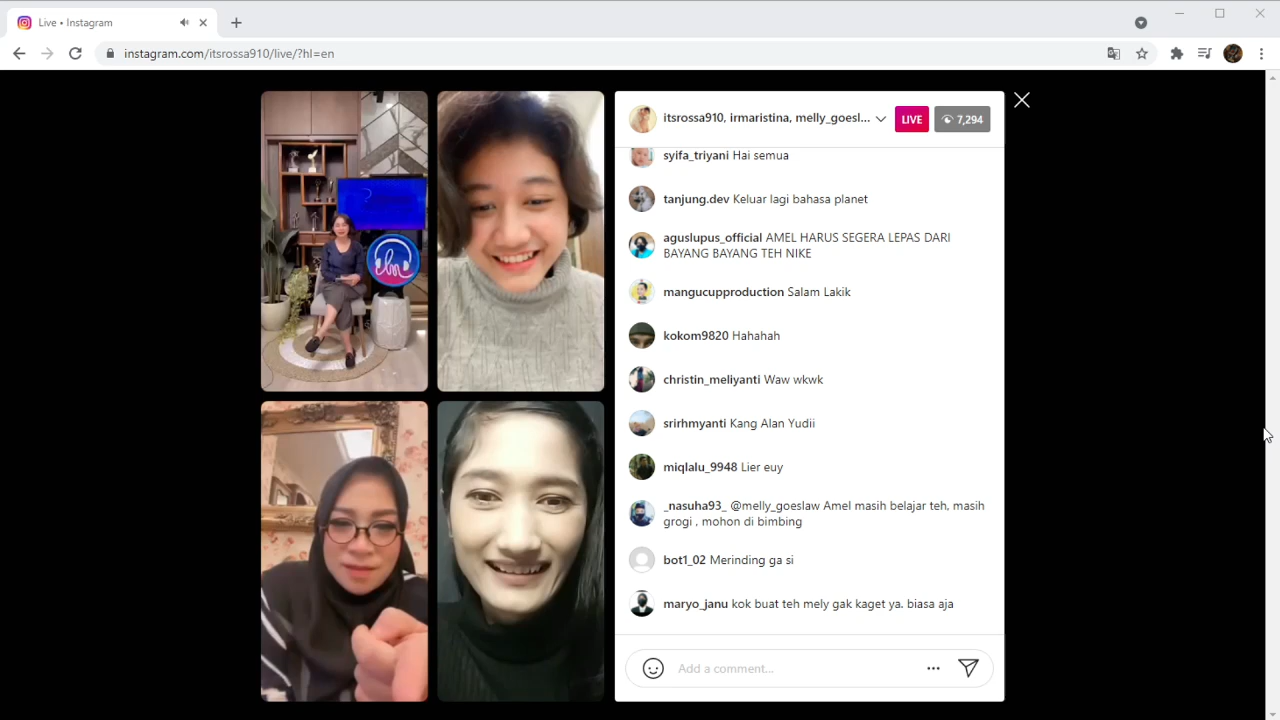 Live • Instagram
instagram.com/itsrossa910/live/?hl=en
itsrossa910, irmaristina, melly_goesl...
LIVE
7,294
syifa_triyani Hai semua
tanjung.dev Keluar lagi bahasa planet
aguslupus_official AMEL HARUS SEGERA LEPAS DARI
BAYANG BAYANG TEH NIKE
mangucupproduction Salam Lakik
kokom9820 Hahahah
christin_meliyanti Waw wkwk
srirhmyanti Kang Alan Yudii
miqlalu_9948 Lier euy
_nasuha93_ @melly_goeslaw Amel masih belajar teh, masih
grogi , mohon di bimbing
bot1_02 Merinding ga si
maryo_janu kok buat teh mely gak kaget ya. biasa aja
Add a comment...